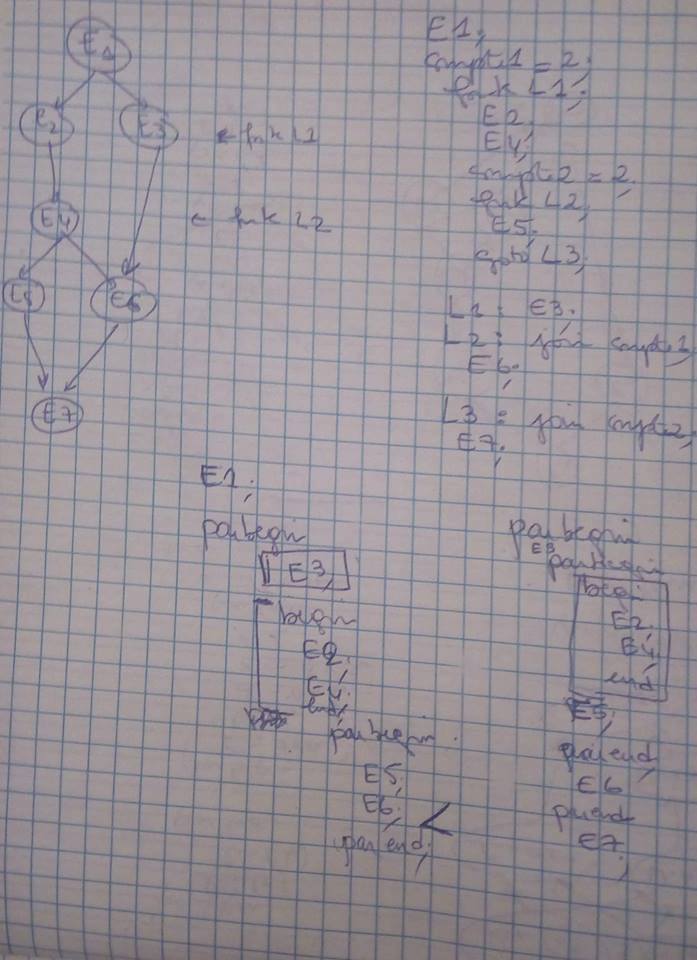 E1
E2
E3
← fork L1
E4
← fork L2
E5
E6
E7
E1;
compt1 = 2;
fork L1;
E2;
E4;
compt2 = 2;
fork L2;
E5;
goto L3;
L1 : E3;
L2 : join compt1,
E6;
L3 : join compt2,
E7;
E1;
parbegin
E3;
begin
E2;
E4;
end;
parbegin
E5;
E6;
parend;
parbegin
E3 parbegin
begin
E2;
E4;
end
E5;
parend;
E6
parend
E7;